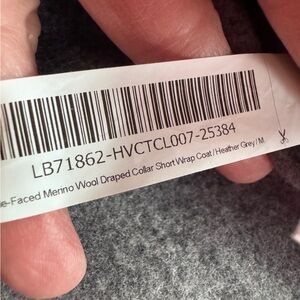 LB71862-HVCTCL007-25384
e-Faced Merino Wool Draped Collar Short Wrap Coat / Heather Grey / M